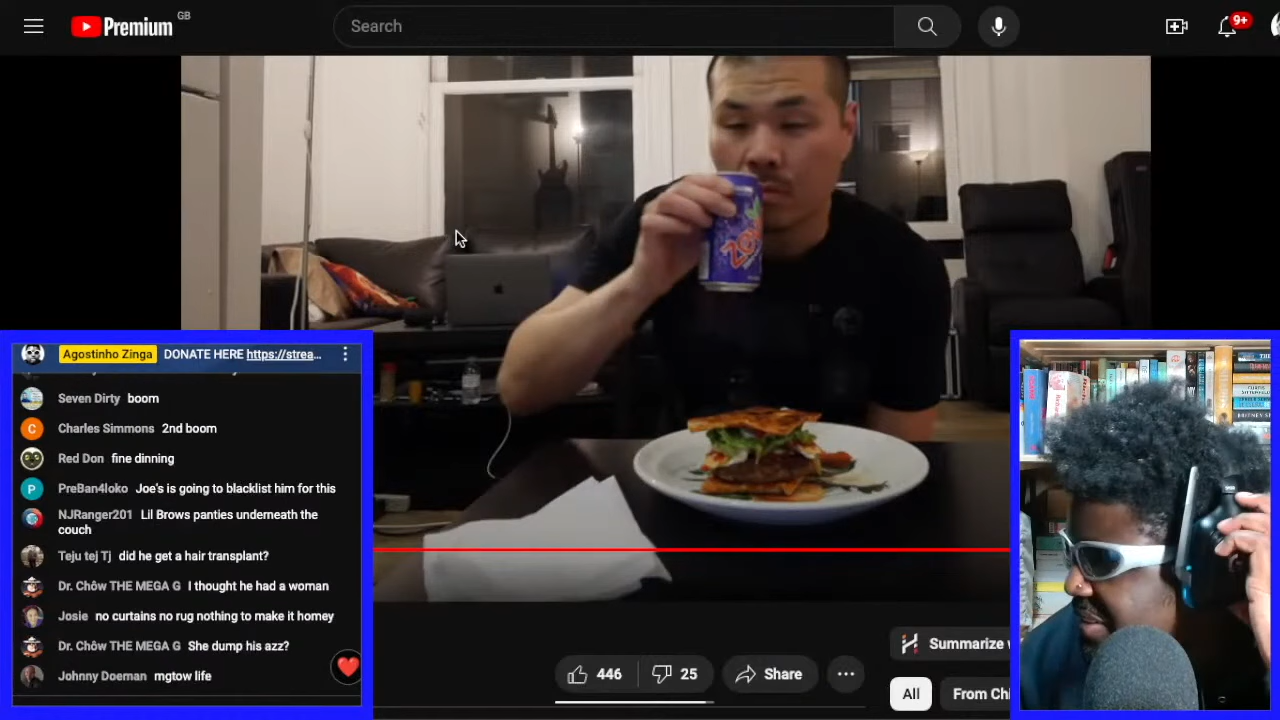 Premium GB
Search
9+
Agostinho Zinga DONATE HERE https://strea...
Seven Dirty boom
C Charles Simmons 2nd boom
Red Don fine dinning
P PreBan4loko Joe's is going to blacklist him for this
NJRanger201 Lil Brows panties underneath the
couch
Teju tej Tj did he get a hair transplant?
Dr. Chôw THE MEGA G I thought he had a woman
Josie no curtains no rug nothing to make it homey
Dr. Chôw THE MEGA G She dump his azz?
Johnny Doeman mgtow life
Summarize
446
25
Share
All
From Chi